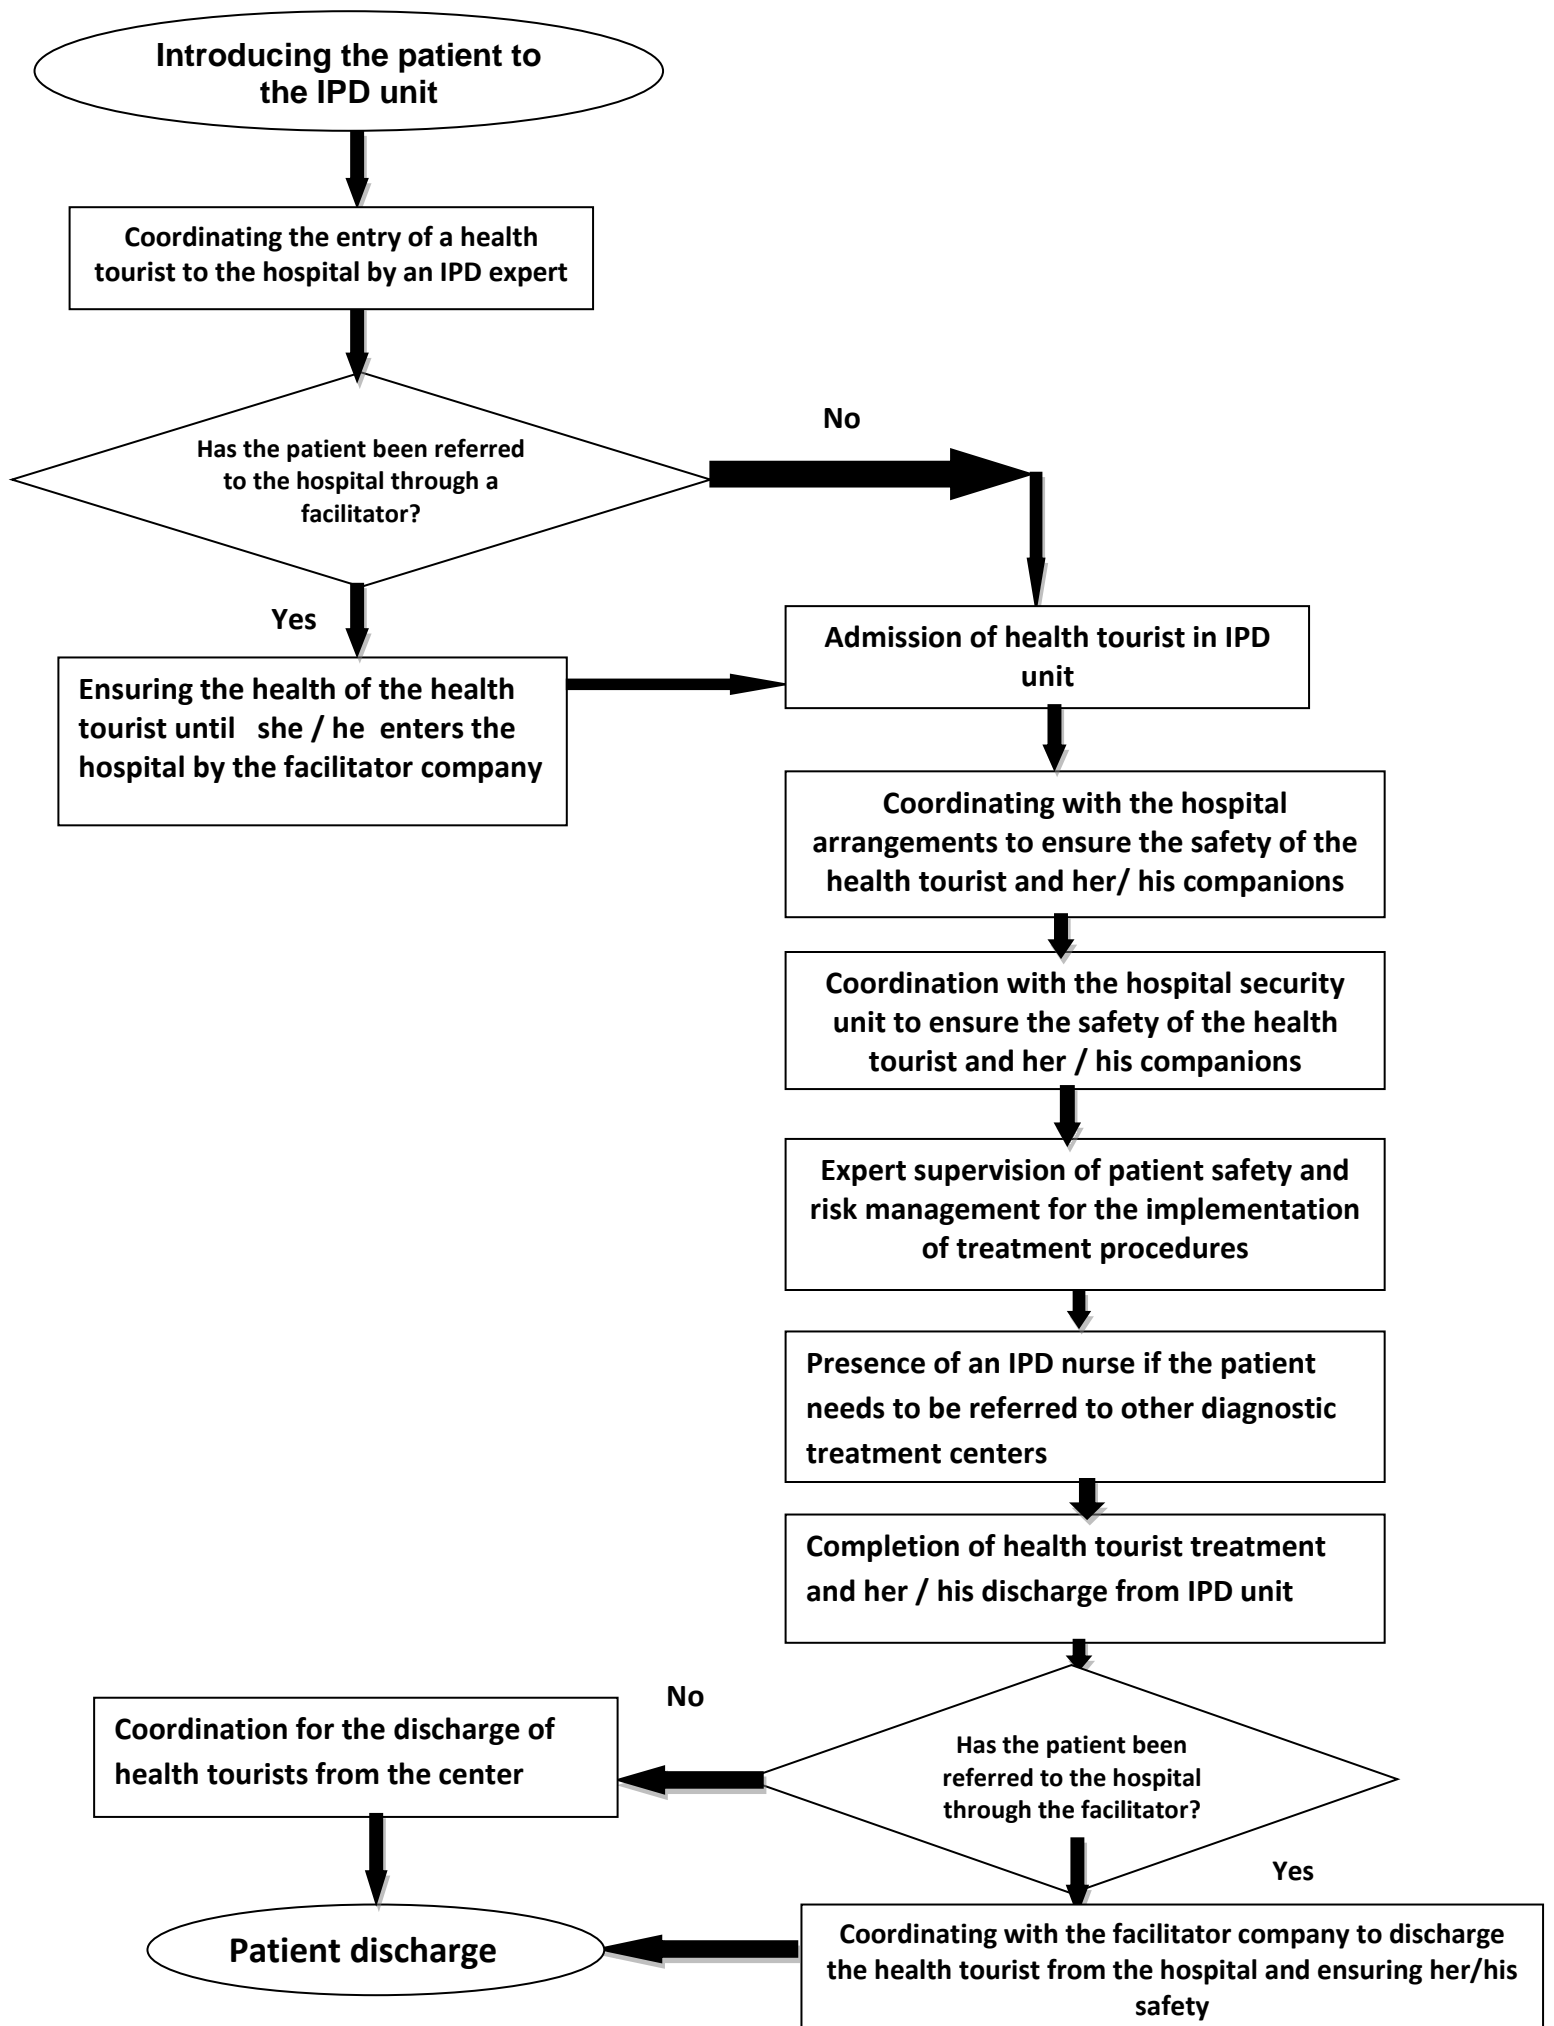 Introducing the patient to
the IPD unit
Coordinating the entry of a health
tourist to the hospital by an IPD expert
Has the patient been referred
to the hospital through a
facilitator?
No
Yes
Ensuring the health of the health
tourist until she / he enters the
hospital by the facilitator company
Admission of health tourist in IPD
unit
Coordinating with the hospital
arrangements to ensure the safety of the
health tourist and her/ his companions
Coordination with the hospital security
unit to ensure the safety of the health
tourist and her / his companions
Expert supervision of patient safety and
risk management for the implementation
of treatment procedures
Presence of an IPD nurse if the patient
needs to be referred to other diagnostic
treatment centers
Completion of health tourist treatment
and her / his discharge from IPD unit
Has the patient been
referred to the hospital
through the facilitator?
No
Coordination for the discharge of
health tourists from the center
Yes
Coordinating with the facilitator company to discharge
the health tourist from the hospital and ensuring her/his
safety
Patient discharge